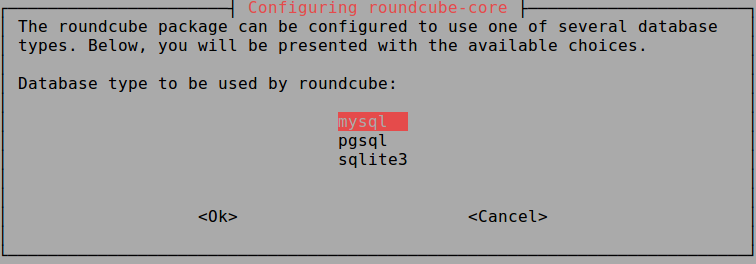 Configuring roundcube-core
The roundcube package can be configured to use one of several database
types. Below, you will be presented with the available choices.
Database type to be used by roundcube:
mysql
pgsql
sqlite3
<Ok> <Cancel>